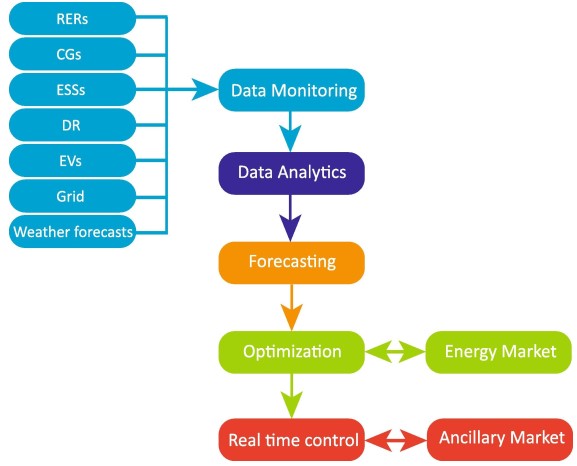 RERs
CGs
ESSs
DR
EVs
Grid
Weather forecasts
Data Monitoring
Data Analytics
Forecasting
Optimization
Energy Market
Real time control
Ancillary Market